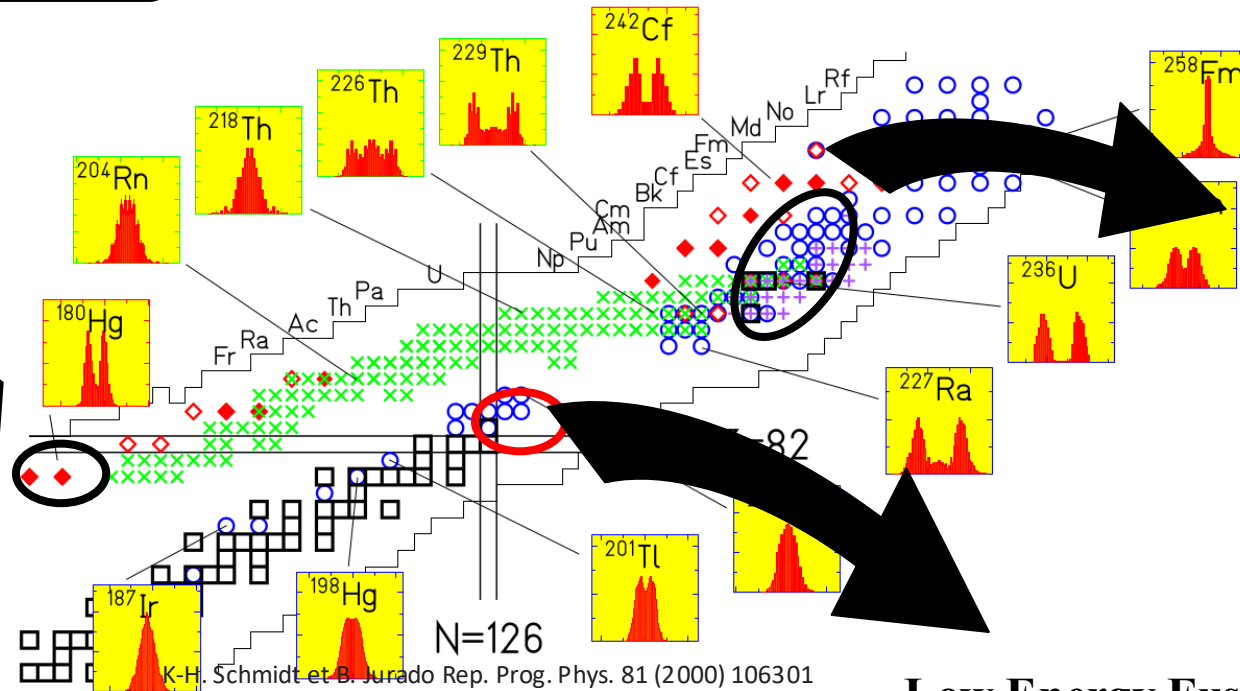 242Cf
258Fm
229Th
226Th
218Th
204Rn
180Hg
Rf
Lr
No
Md
Fm
Es
Cf
Bk
Cm
Am
Pu
Np
U
Pa
Th
Ac
Ra
Fr
236U
227Ra
=82
201Tl
198Hg
187Ir
N=126
K-H. Schmidt et B. Jurado Rep. Prog. Phys. 81 (2000) 106301
Low Energy